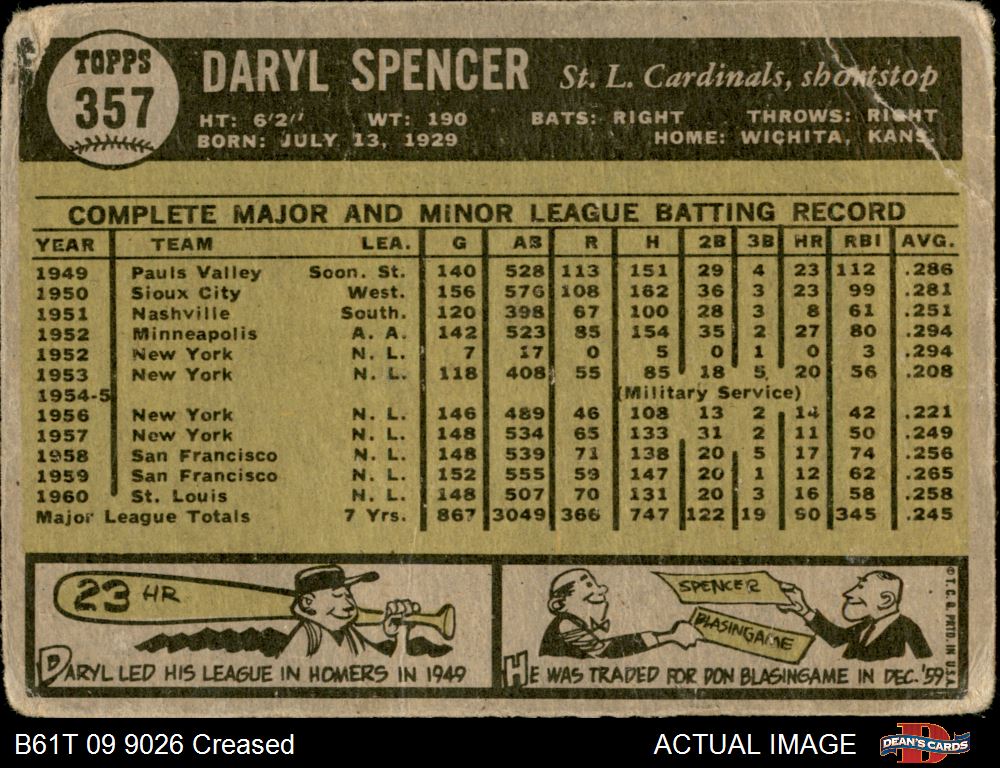 TOPPS
357
DARYL SPENCER St. L. Cardinals, shortstop
HT: 6'2" WT: 190 BATS: RIGHT THROWS: RIGHT
BORN: JULY 13, 1929 HOME: WICHITA, KANS.
COMPLETE MAJOR AND MINOR LEAGUE BATTING RECORD
YEAR TEAM LEA. G AB R H 2B 3B HR RBI AVG.
1949 Pauls Valley Soon. St. 140 528 113 151 29 4 23 112 .286
1950 Sioux City West. 156 576 108 162 36 3 23 99 .281
1951 Nashville South. 120 398 67 100 28 3 8 61 .251
1952 Minneapolis A. A. 142 523 85 154 35 2 27 80 .294
1952 New York N. L. 7 17 0 5 0 1 0 3 .294
1953 New York N. L. 118 408 55 85 18 5 20 56 .208
1954-5 (Military Service)
1956 New York N. L. 146 489 46 108 13 2 14 42 .221
1957 New York N. L. 148 534 65 133 31 2 11 50 .249
1958 San Francisco N. L. 148 539 71 138 20 5 17 74 .256
1959 San Francisco N. L. 152 555 59 147 20 1 12 62 .265
1960 St. Louis N. L. 148 507 70 131 20 3 16 58 .258
Major League Totals 7 Yrs. 867 3049 366 747 122 19 90 345 .245
23 HR
DARYL LED HIS LEAGUE IN HOMERS IN 1949
SPENCER
BLASINGAME
HE WAS TRADED FOR DON BLASINGAME IN DEC. '59
© T. C. G. PRTD. IN U.S.A.
B61T 09 9026 Creased ACTUAL IMAGE
DEAN'S CARDS